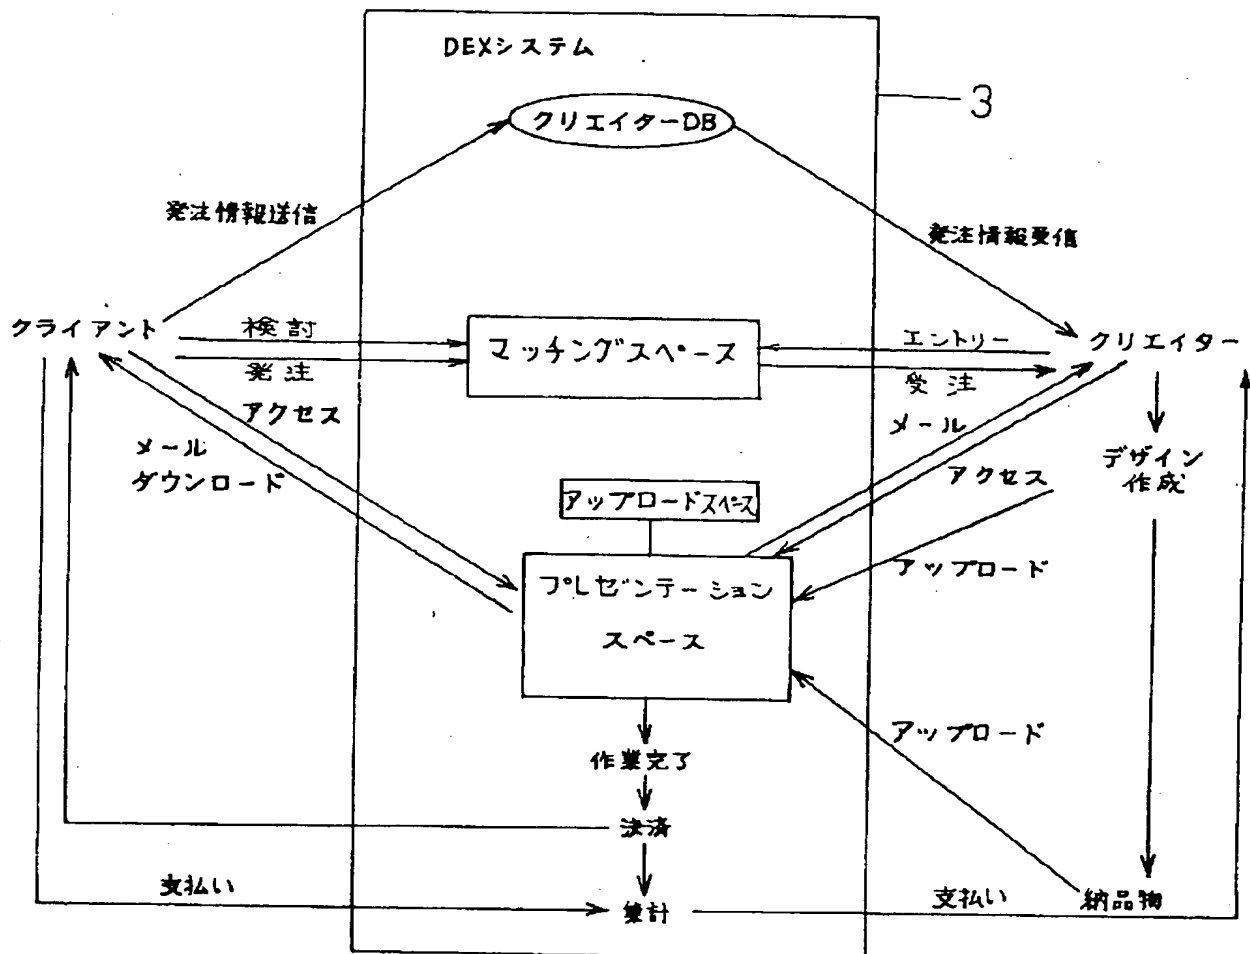 DEXシステム
3
クリエイターDB
発注情報送信
発注情報受信
クライアント
検討
発注
マッチングスペース
エントリー
受注
クリエイター
アクセス
メール
ダウンロード
メール
アクセス
デザイン
作成
アップロードスペース
プレゼンテーション
スペース
アップロード
アップロード
作業完了
決済
支払い
集計
支払い
納品物